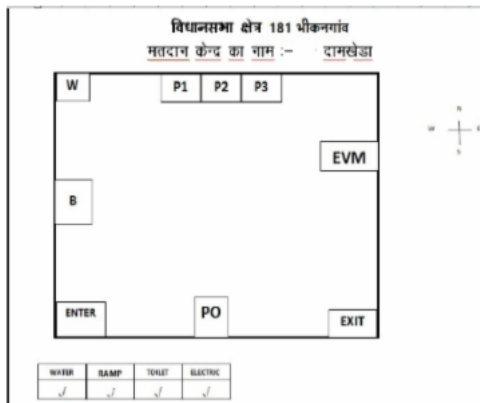 विधानसभा क्षेत्र 181 भीकनगांव
मतदान केन्द्र का नाम :- दामखेडा
W P1 P2 P3
N
W E
S
EVM
B
ENTER PO EXIT
WATER RAMP TOILET ELECTRIC
√ √ √ √